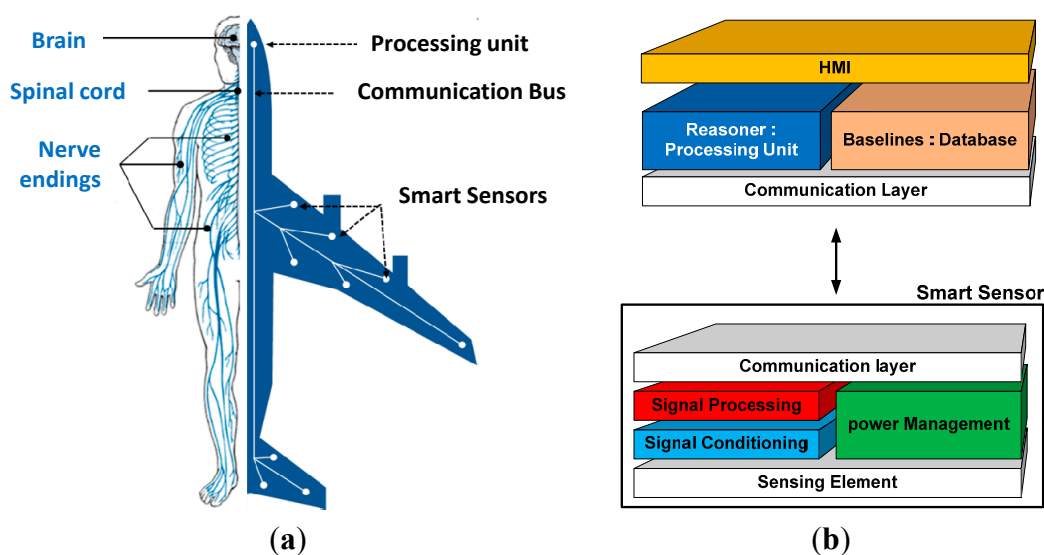 Brain
Spinal cord
Nerve
endings
Processing unit
Communication Bus
Smart Sensors
(a)
HMI
Reasoner :
Processing Unit
Baselines : Database
Communication Layer
Smart Sensor
Communication layer
Signal Processing
Signal Conditioning
power Management
Sensing Element
(b)